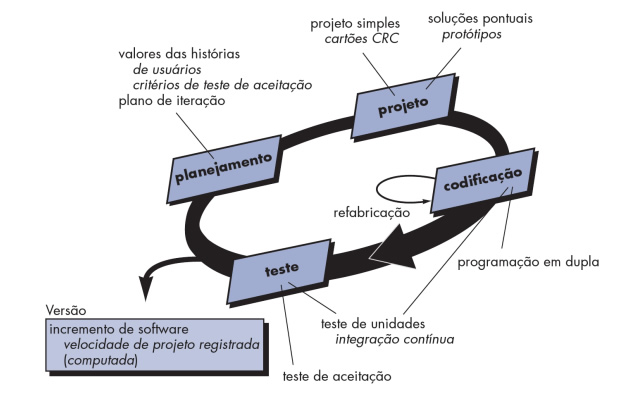 projeto simples
cartões CRC
soluções pontuais
protótipos
valores das histórias
de usuários
critérios de teste de aceitação
plano de iteração
projeto
planejamento
codificação
refabricação
programação em dupla
teste
teste de unidades
integração contínua
teste de aceitação
Versão
incremento de software
velocidade de projeto registrada
(computada)